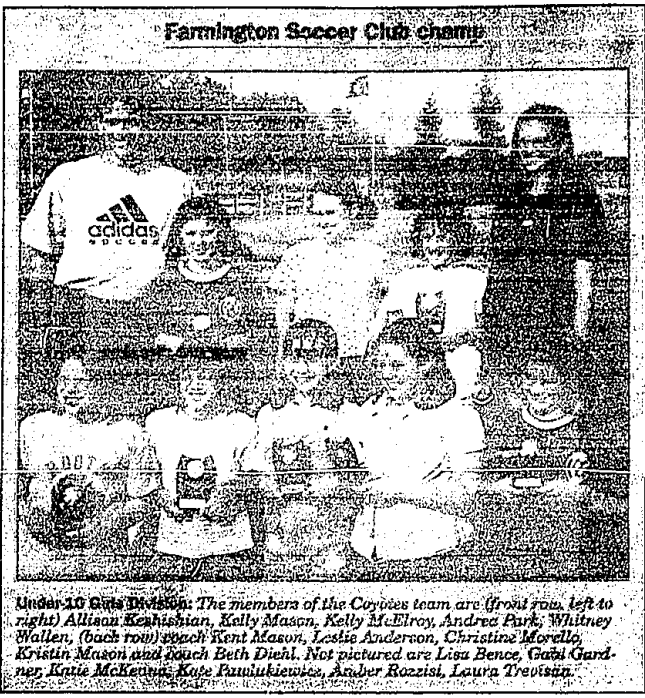 Farmington Soccer Club champ
adidas
soccer
Under-10 Girls Division: The members of the Coyotes team are (front row, left to
right) Allison Keshishian, Kelly Mason, Kelly McElroy, Andrea Park, Whitney
Wallen, (back row) coach Kent Mason, Leslie Anderson, Christine Morello,
Kristin Mason and coach Beth Diehl. Not pictured are Lisa Bence, Gabi Gard-
ner, Katie McKenna, Kate Pawlukiewicz, Amber Rozzisi, Laura Trevisan.